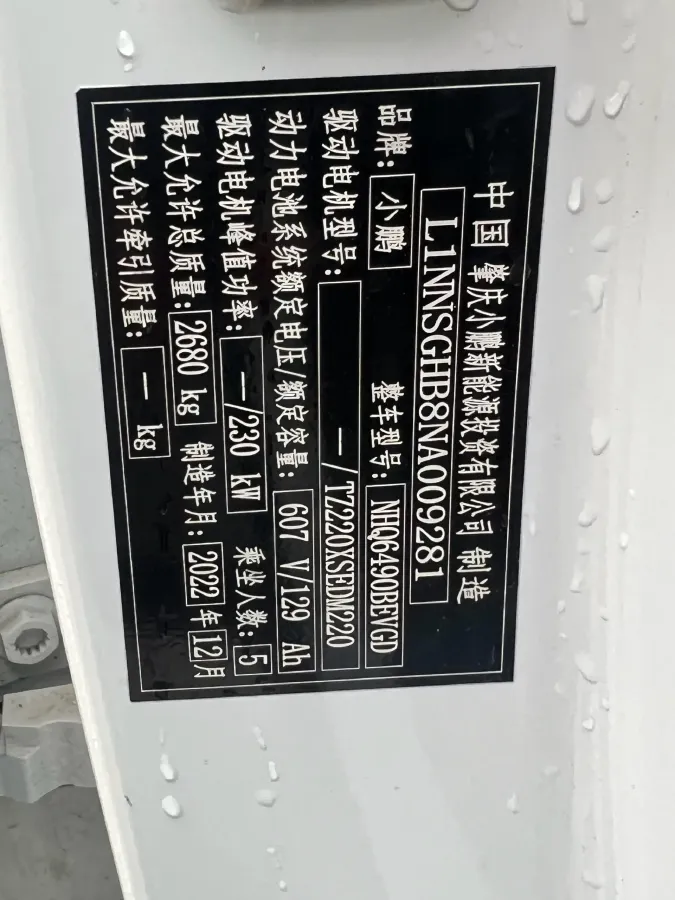 中国 肇庆小鹏新能源投资有限公司 制造
L1NNSGHB8NA009281
品牌: 小鹏 整车型号: NHQ6490BEVGD
驱动电机型号: —/TZ220XSEDM220
动力电池系统额定电压/额定容量: 607 V/129 Ah
驱动电机峰值功率: —/230 kW 乘坐人数: 5
最大允许总质量: 2680 kg 制造年月: 2022 年 12 月
最大允许牵引质量: — kg